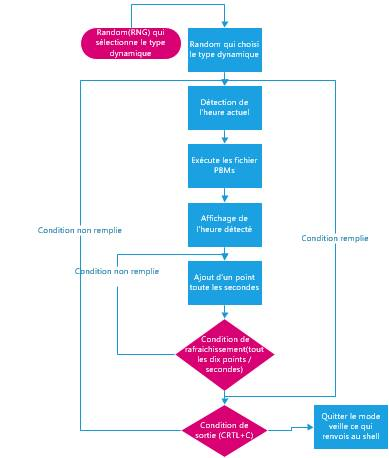 Random(RNG) qui
sélectionne le type
dynamique
Random qui choisi
le type dynamique
Détection de
l'heure actuel
Exécute les fichier
PBMs
Affichage de
l'heure détecté
Condition non remplie
Condition remplie
Condition non remplie
Ajout d'un point
toute les secondes
Condition de
rafraichissement(tout
les dix points /
secondes)
Condition de
sortie (CRTL+C)
Quitter le mode
veille ce qui
renvois au shell